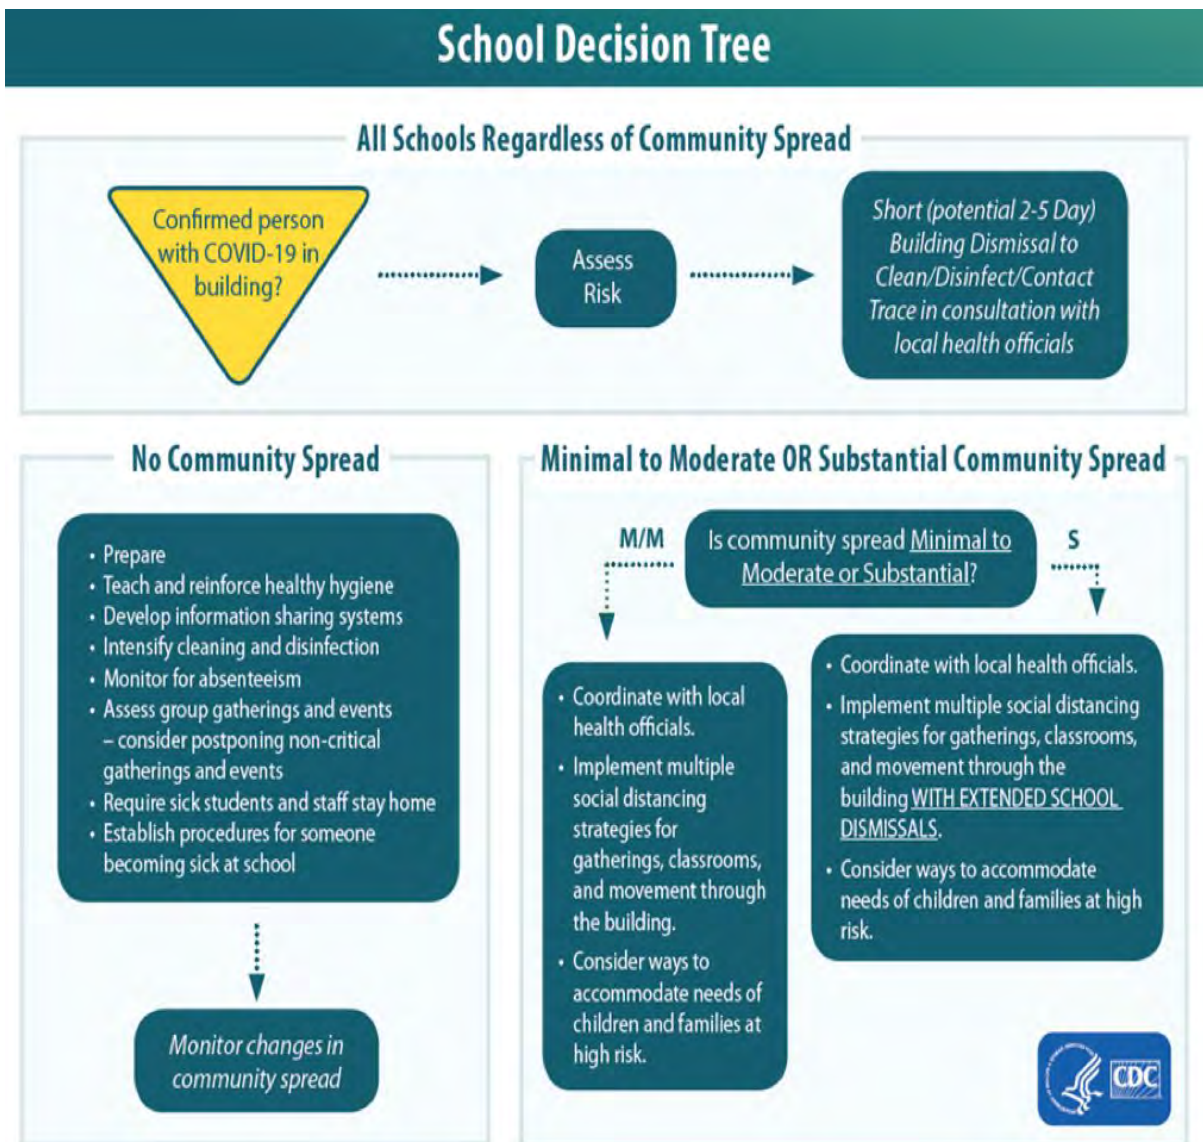 School Decision Tree
All Schools Regardless of Community Spread
Confirmed person
with COVID-19 in
building?
Assess
Risk
Short (potential 2-5 Day)
Building Dismissal to
Clean/Disinfect/Contact
Trace in consultation with
local health officials
No Community Spread
• Prepare
• Teach and reinforce healthy hygiene
• Develop information sharing systems
• Intensify cleaning and disinfection
• Monitor for absenteeism
• Assess group gatherings and events
– consider postponing non-critical
gatherings and events
• Require sick students and staff stay home
• Establish procedures for someone
becoming sick at school
Monitor changes in
community spread
Minimal to Moderate OR Substantial Community Spread
M/M
Is community spread Minimal to
Moderate or Substantial?
S
• Coordinate with local
health officials.
• Implement multiple
social distancing
strategies for
gatherings, classrooms,
and movement through
the building.
• Consider ways to
accommodate needs of
children and families at
high risk.
• Coordinate with local health officials.
• Implement multiple social distancing
strategies for gatherings, classrooms,
and movement through the
building WITH EXTENDED SCHOOL
DISMISSALS.
• Consider ways to accommodate
needs of children and families at high
risk.
CDC